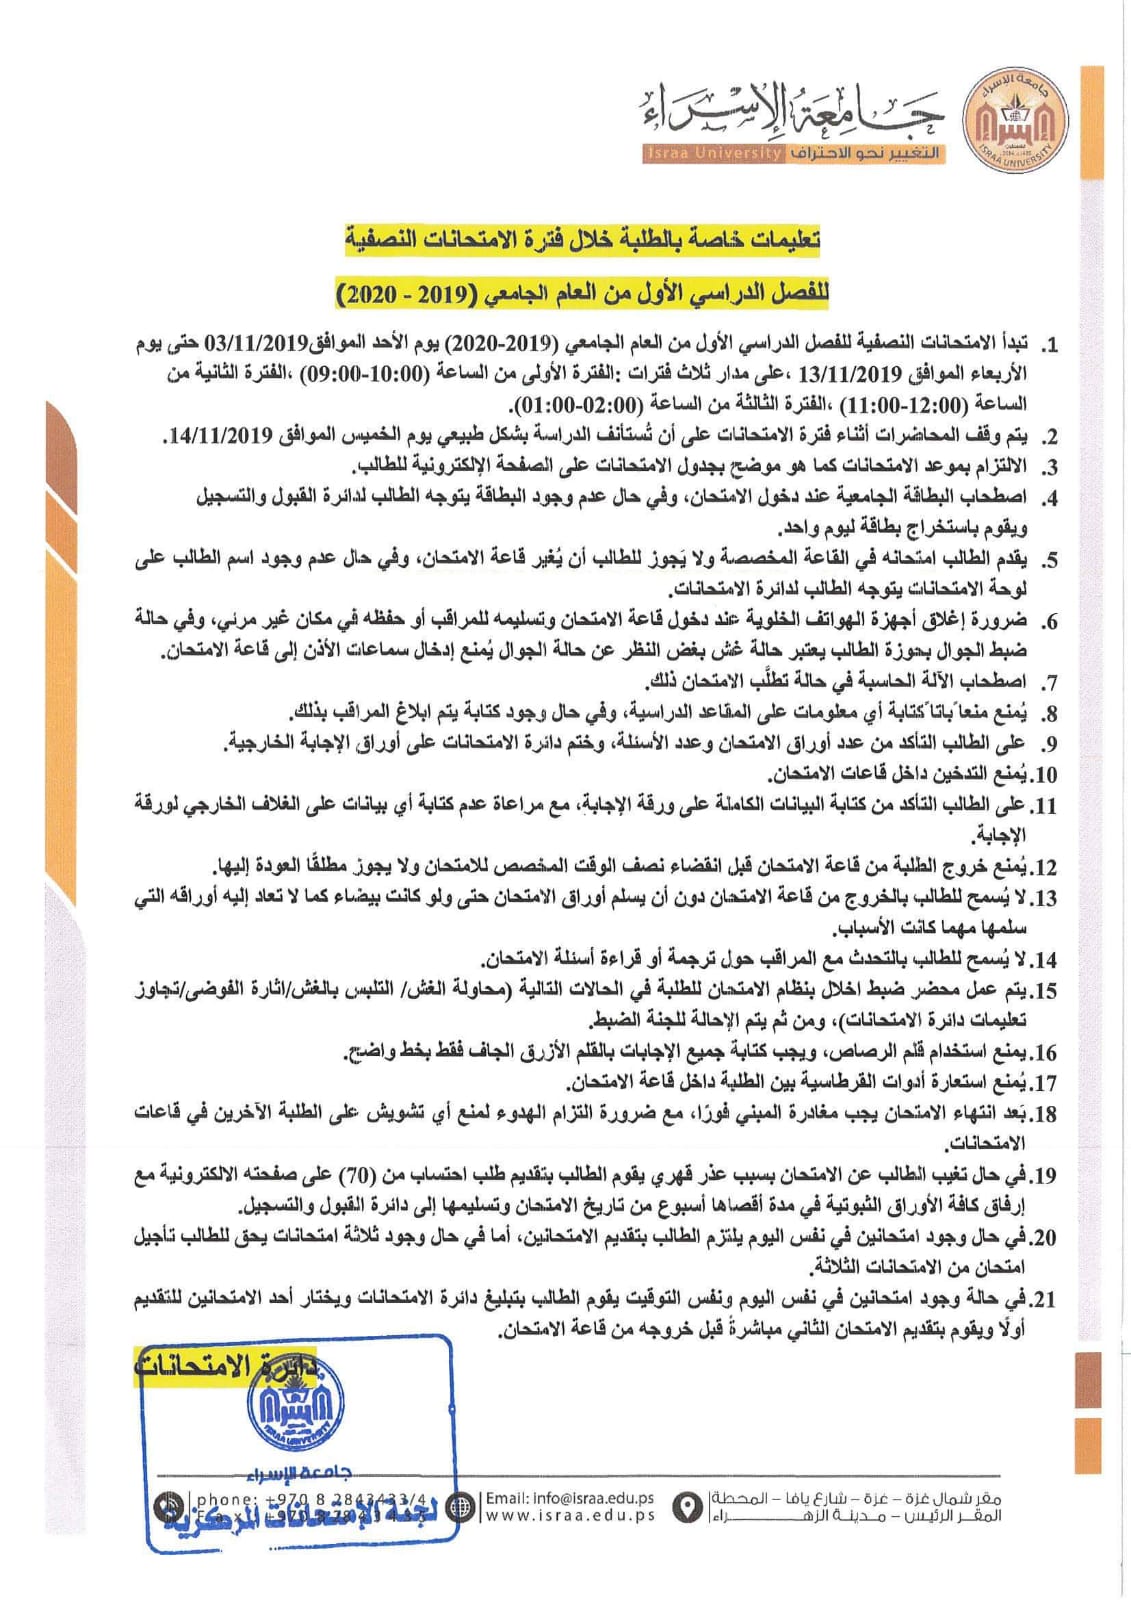 جامعة الإسراء
التغيير نحو الاحتراف Israa University
جامعة الإسراء
ISRAA UNIVERSITY
تعليمات خاصة بالطلبة خلال فترة الامتحانات النصفية
للفصل الدراسي الأول من العام الجامعي (2019 - 2020)
1. تبدأ الامتحانات النصفية للفصل الدراسي الأول من العام الجامعي (2019-2020) يوم الأحد الموافق03/11/2019 حتى يوم
الأربعاء الموافق 13/11/2019 ،على مدار ثلاث فترات :الفترة الأولى من الساعة (10:00-09:00) ،الفترة الثانية من
الساعة (12:00-11:00) ،الفترة الثالثة من الساعة (02:00-01:00).
2. يتم وقف المحاضرات أثناء فترة الامتحانات على أن تُستأنف الدراسة بشكل طبيعي يوم الخميس الموافق 14/11/2019.
3. الالتزام بموعد الامتحانات كما هو موضح بجدول الامتحانات على الصفحة الإلكترونية للطالب.
4. اصطحاب البطاقة الجامعية عند دخول الامتحان، وفي حال عدم وجود البطاقة يتوجه الطالب لدائرة القبول والتسجيل
ويقوم باستخراج بطاقة ليوم واحد.
5. يقدم الطالب امتحانه في القاعة المخصصة ولا يَجوز للطالب أن يُغير قاعة الامتحان، وفي حال عدم وجود اسم الطالب على
لوحة الامتحانات يتوجه الطالب لدائرة الامتحانات.
6. ضرورة إغلاق أجهزة الهواتف الخلوية عند دخول قاعة الامتحان وتسليمه للمراقب أو حفظه في مكان غير مرئي، وفي حالة
ضبط الجوال بحوزة الطالب يعتبر حالة غش بغض النظر عن حالة الجوال يُمنع إدخال سماعات الأذن إلى قاعة الامتحان.
7. اصطحاب الآلة الحاسبة في حالة تطلَّب الامتحان ذلك.
8. يُمنع منعاً باتاً كتابة أي معلومات على المقاعد الدراسية، وفي حال وجود كتابة يتم ابلاغ المراقب بذلك.
9. على الطالب التأكد من عدد أوراق الامتحان وعدد الأسئلة، وختم دائرة الامتحانات على أوراق الإجابة الخارجية.
10. يُمنع التدخين داخل قاعات الامتحان.
11. على الطالب التأكد من كتابة البيانات الكاملة على ورقة الإجابة، مع مراعاة عدم كتابة أي بيانات على الغلاف الخارجي لورقة
الإجابة.
12. يُمنع خروج الطلبة من قاعة الامتحان قبل انقضاء نصف الوقت المخصص للامتحان ولا يجوز مطلقًا العودة إليها.
13. لا يُسمح للطالب بالخروج من قاعة الامتحان دون أن يسلم أوراق الامتحان حتى ولو كانت بيضاء كما لا تعاد إليه أوراقه التي
سلمها مهما كانت الأسباب.
14. لا يُسمح للطالب بالتحدث مع المراقب حول ترجمة أو قراءة أسئلة الامتحان.
15. يتم عمل محضر ضبط اخلال بنظام الامتحان للطلبة في الحالات التالية (محاولة الغش/ التلبس بالغش/اثارة الفوضى/تجاوز
تعليمات دائرة الامتحانات)، ومن ثم يتم الإحالة للجنة الضبط.
16. يمنع استخدام قلم الرصاص، ويجب كتابة جميع الإجابات بالقلم الأزرق الجاف فقط بخط واضح.
17. يُمنع استعارة أدوات القرطاسية بين الطلبة داخل قاعة الامتحان.
18. بَعد انتهاء الامتحان يجب مغادرة المبني فورًا، مع ضرورة التزام الهدوء لمنع أي تشويش على الطلبة الآخرين في قاعات
الامتحانات.
19. في حال تغيب الطالب عن الامتحان بسبب عذر قهري يقوم الطالب بتقديم طلب احتساب من (70) على صفحته الالكترونية مع
إرفاق كافة الأوراق الثبوتية في مدة أقصاها أسبوع من تاريخ الامتحان وتسليمها إلى دائرة القبول والتسجيل.
20. في حال وجود امتحانين في نفس اليوم يلتزم الطالب بتقديم الامتحانين، أما في حال وجود ثلاثة امتحانات يحق للطالب تأجيل
امتحان من الامتحانات الثلاثة.
21. في حالة وجود امتحانين في نفس اليوم ونفس التوقيت يقوم الطالب بتبليغ دائرة الامتحانات ويختار أحد الامتحانين للتقديم
أولًا ويقوم بتقديم الامتحان الثاني مباشرةً قبل خروجه من قاعة الامتحان.
دائرة الامتحانات
ISRAA UNIVERSITY
جامعة الإسراء
لجنة الامتحانات المركزية
مقر شمال غزة – غزة – شارع يافا – المحطة
المقر الرئيس – مدينة الزهراء
Email: info@israa.edu.ps
www.israa.edu.ps
phone: +970 8 2843433/4
Fax: +970 8 2843435